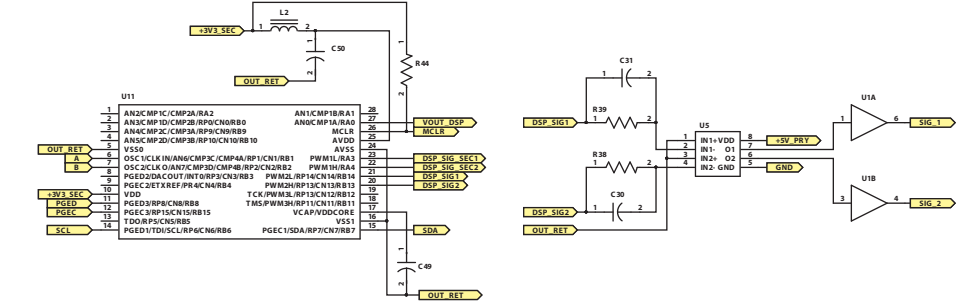 L2
+3V3_SEC
1
2
C50
1
2
OUT_RET
R44
1
2
U11
1 AN2/CMP1C/CMP2A/RA2
2 AN3/CMP1D/CMP2B/RP0/CN0/RB0
3 AN4/CMP2C/CMP3A/RP9/CN9/RB9
4 AN5/CMP2D/CMP3B/RP10/CN10/RB10
OUT_RET 5 VSS0
A 6 OSC1/CLKIN/AN6/CMP3C/CMP4A/RP1/CN1/RB1
B 7 OSC2/CLKO/AN7/CMP3D/CMP4B/RP2/CN2/RB2
8 PGED2/DACOUT/INT0/RP3/CN3/RB3
9 PGEC2/ETXREF/PR4/CN4/RB4
+3V3_SEC 10 VDD
PGED 11 PGED3/RP8/CN8/RB8
PGEC 12 PGEC3/RP15/CN15/RB15
13 TDO/RP5/CN5/RB5
SCL 14 PGED1/TDI/SCL/RP6/CN6/RB6
AN1/CMP1B/RA1 28
AN0/CMP1A/RA0 27 VOUT_DSP
MCLR 26 MCLR
AVDD 25
AVSS 24
PWM1L/RA3 23 DSP_SIG_SEC1
PWM1H/RA4 22 DSP_SIG_SEC2
PWM2L/RP14/CN14/RB14 21 DSP_SIG1
PWM2H/RP13/CN13/RB13 20 DSP_SIG2
TCK/PWM3L/RP13/CN12/RB12 19
TMS/PWM3H/RP11/CN11/RB11 18
VCAP/VDDCORE 17
VSS1 16
PGEC1/SDA/RP7/CN7/RB7 15 SDA
1
C49
2
OUT_RET
C31
1
2
R39
DSP_SIG1
1
2
R38
1
2
C30
DSP_SIG2
1
2
OUT_RET
U5
1 IN1+ VDD 8 +5V_PRY
2 IN1- O1 7
3 IN2+ O2 6
4 IN2- GND 5 GND
U1A
1
6
SIG_1
U1B
3
4
SIG_2